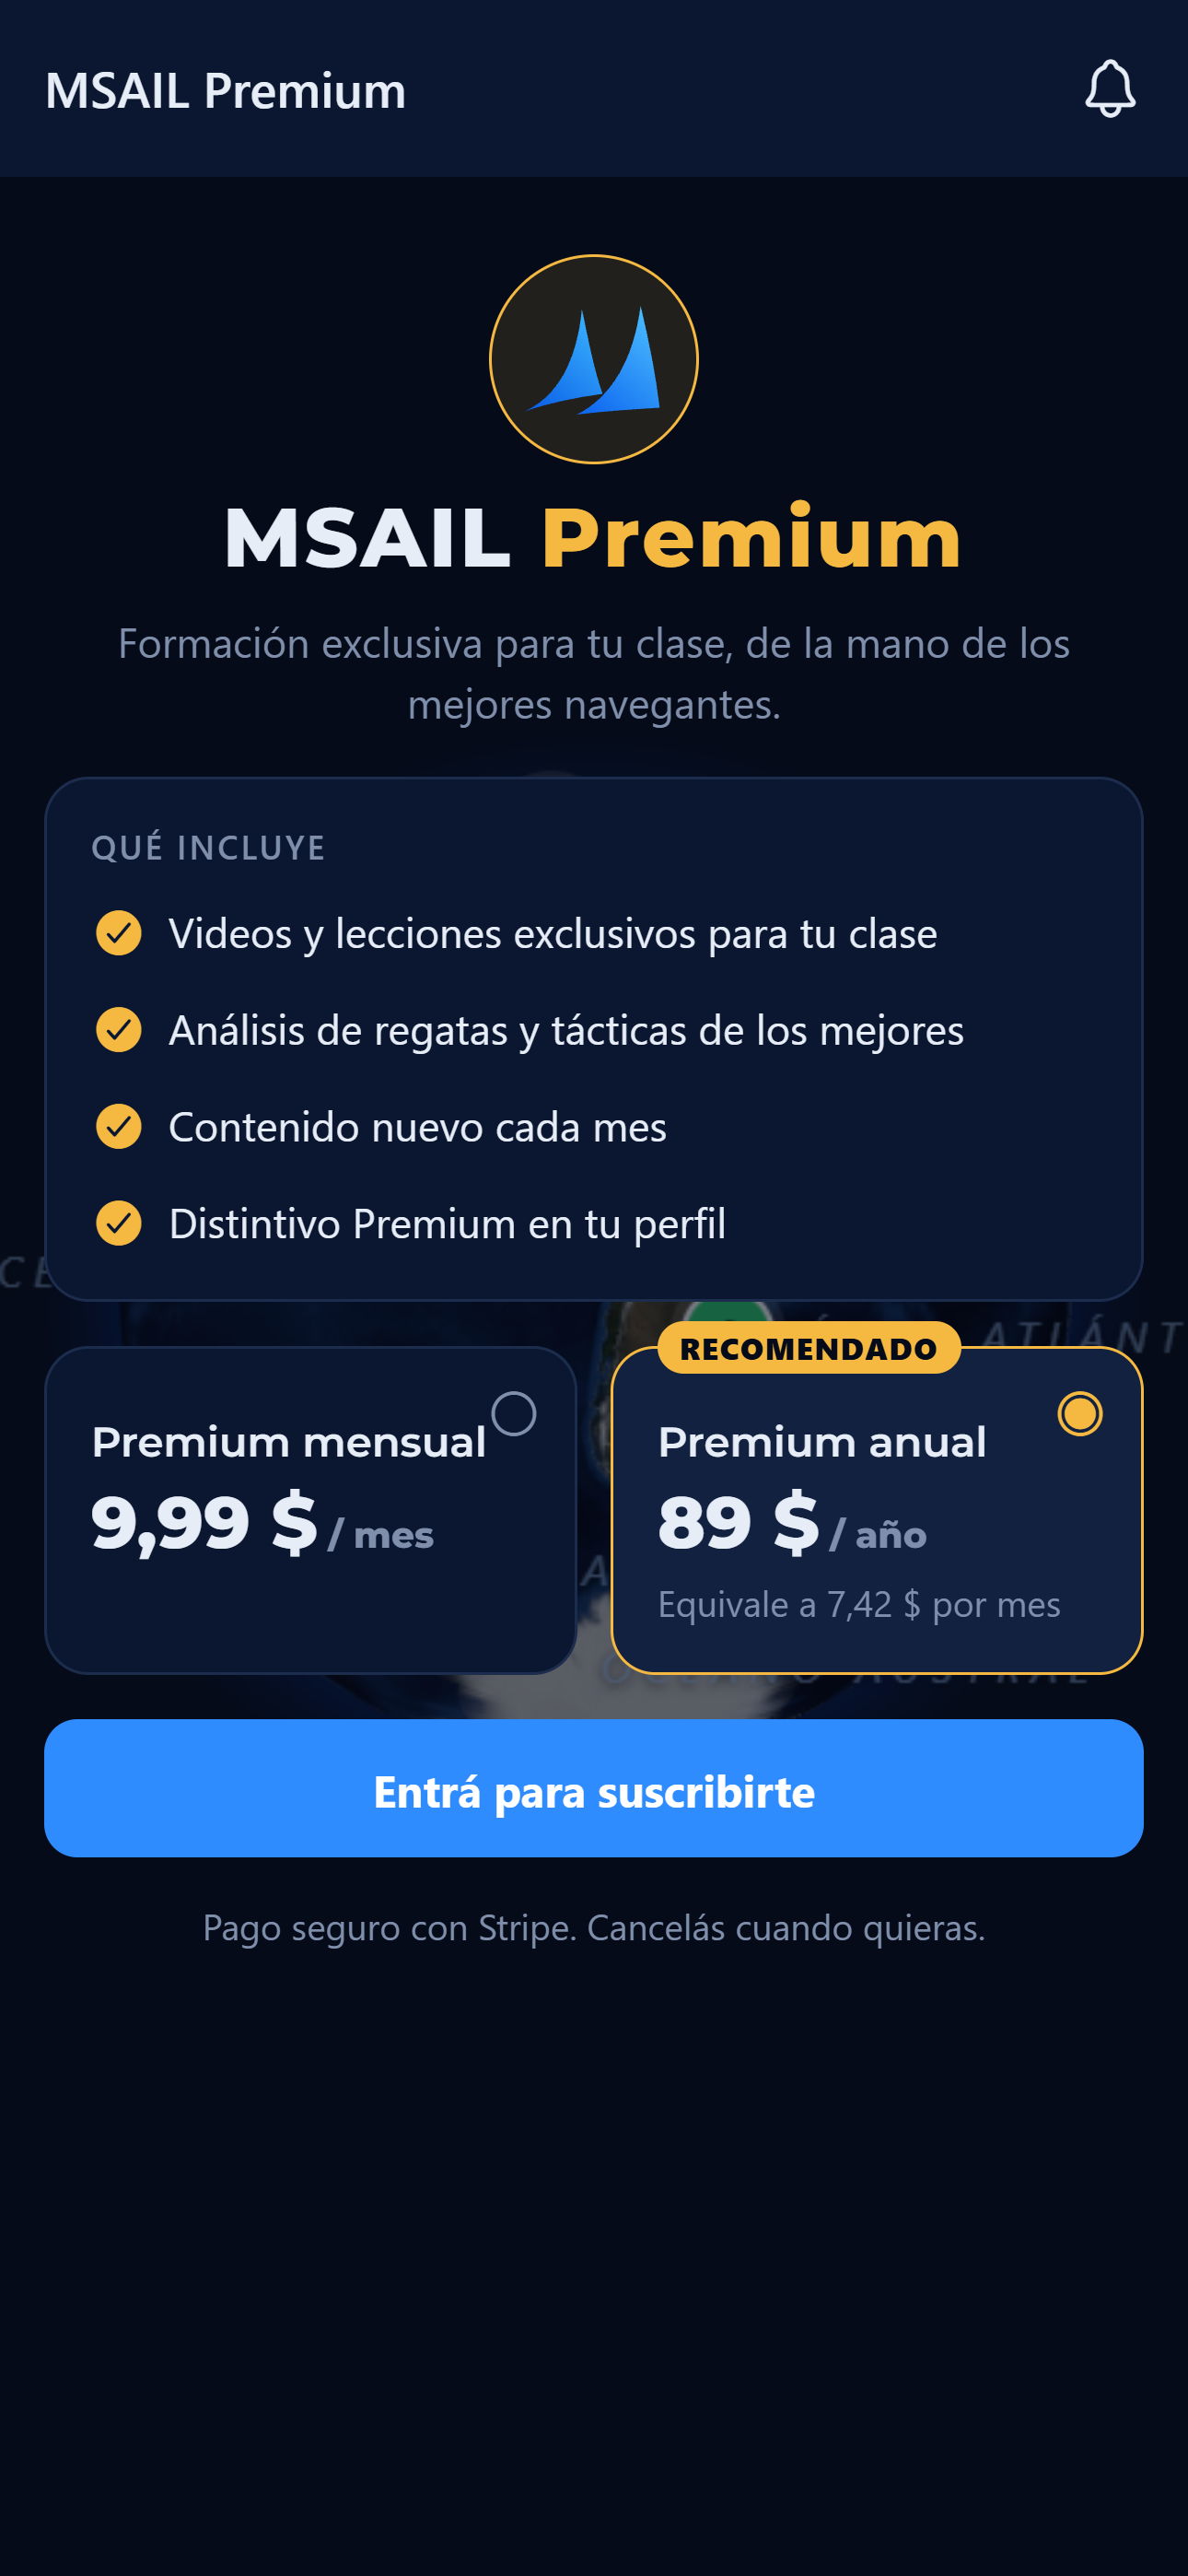 MSAIL Premium
MSAIL Premium
Formación exclusiva para tu clase, de la mano de los
mejores navegantes.
QUÉ INCLUYE
Videos y lecciones exclusivos para tu clase
Análisis de regatas y tácticas de los mejores
Contenido nuevo cada mes
Distintivo Premium en tu perfil
ATLÁNT
RECOMENDADO
Premium mensual
9,99 $ / mes
Premium anual
89 $ / año
Equivale a 7,42 $ por mes
OCÉANO AUSTRAL
Entrá para suscribirte
Pago seguro con Stripe. Cancelás cuando quieras.